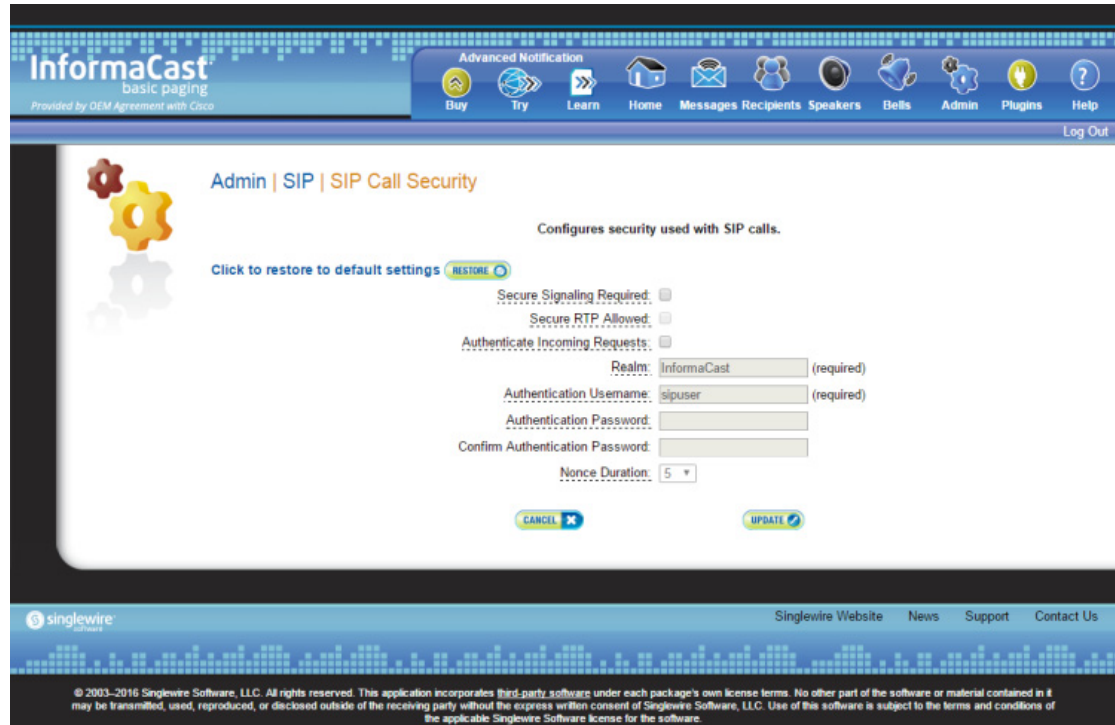 Advanced Notification
InformaCast
basic paging
Provided by OEM Agreement with Cisco
Buy Try Learn Home Messages Recipients Speakers Bells Admin Plugins Help
Log Out
Admin | SIP | SIP Call Security
Configures security used with SIP calls.
Click to restore to default settings RESTORE
Secure Signaling Required:
Secure RTP Allowed:
Authenticate Incoming Requests:
Realm: InformaCast (required)
Authentication Username: sipuser (required)
Authentication Password:
Confirm Authentication Password:
Nonce Duration: 5
CANCEL UPDATE
singlewire software
Singlewire Website News Support Contact Us
© 2003–2016 Singlewire Software, LLC. All rights reserved. This application incorporates third-party software under each package's own license terms. No other part of the software or material contained in it
may be transmitted, used, reproduced, or disclosed outside of the receiving party without the express written consent of Singlewire Software, LLC. Use of this software is subject to the terms and conditions of
the applicable Singlewire Software license for the software.